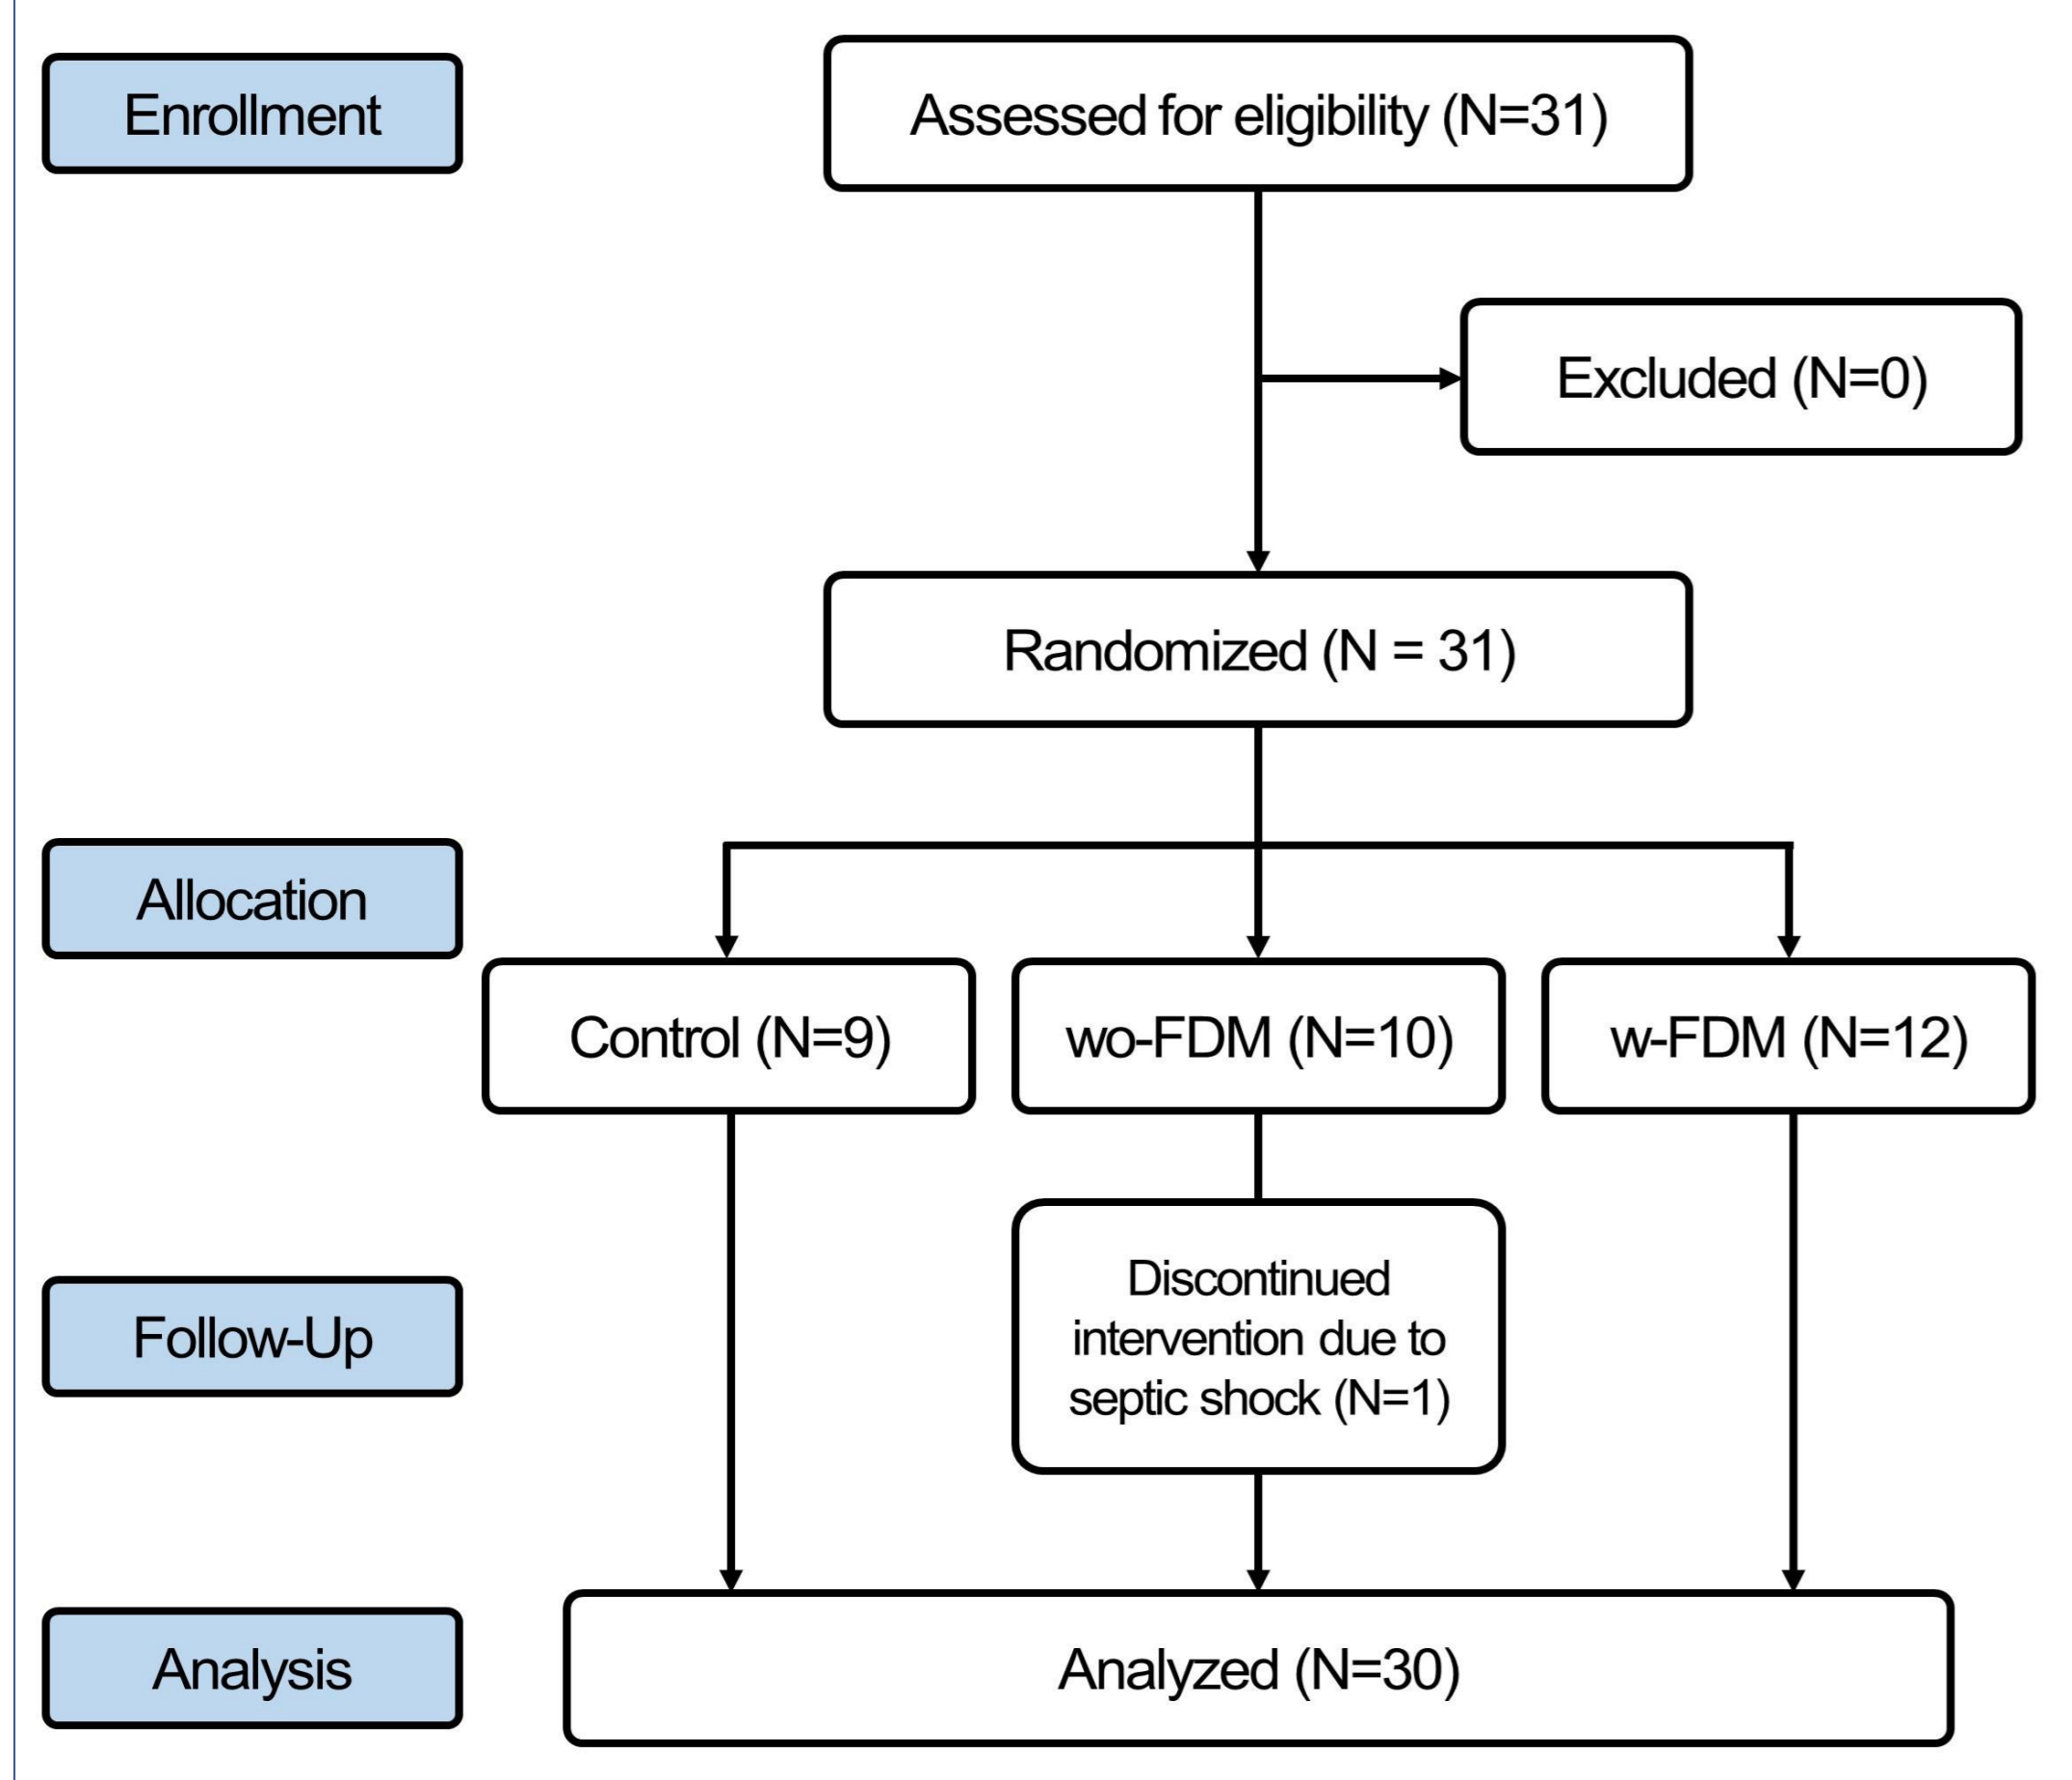 Enrollment
Assessed for eligibility (N=31)
Excluded (N=0)
Randomized (N = 31)
Allocation
Control (N=9)
wo-FDM (N=10)
w-FDM (N=12)
Follow-Up
Discontinued
intervention due to
septic shock (N=1)
Analysis
Analyzed (N=30)